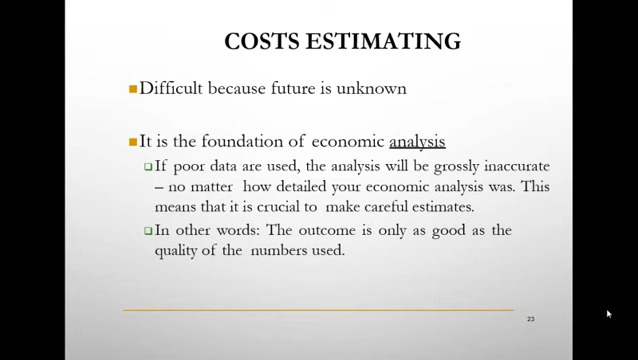 COSTS ESTIMATING
Difficult because future is unknown
It is the foundation of economic analysis
If poor data are used, the analysis will be grossly inaccurate
– no matter how detailed your economic analysis was. This
means that it is crucial to make careful estimates.
In other words: The outcome is only as good as the
quality of the numbers used.
23